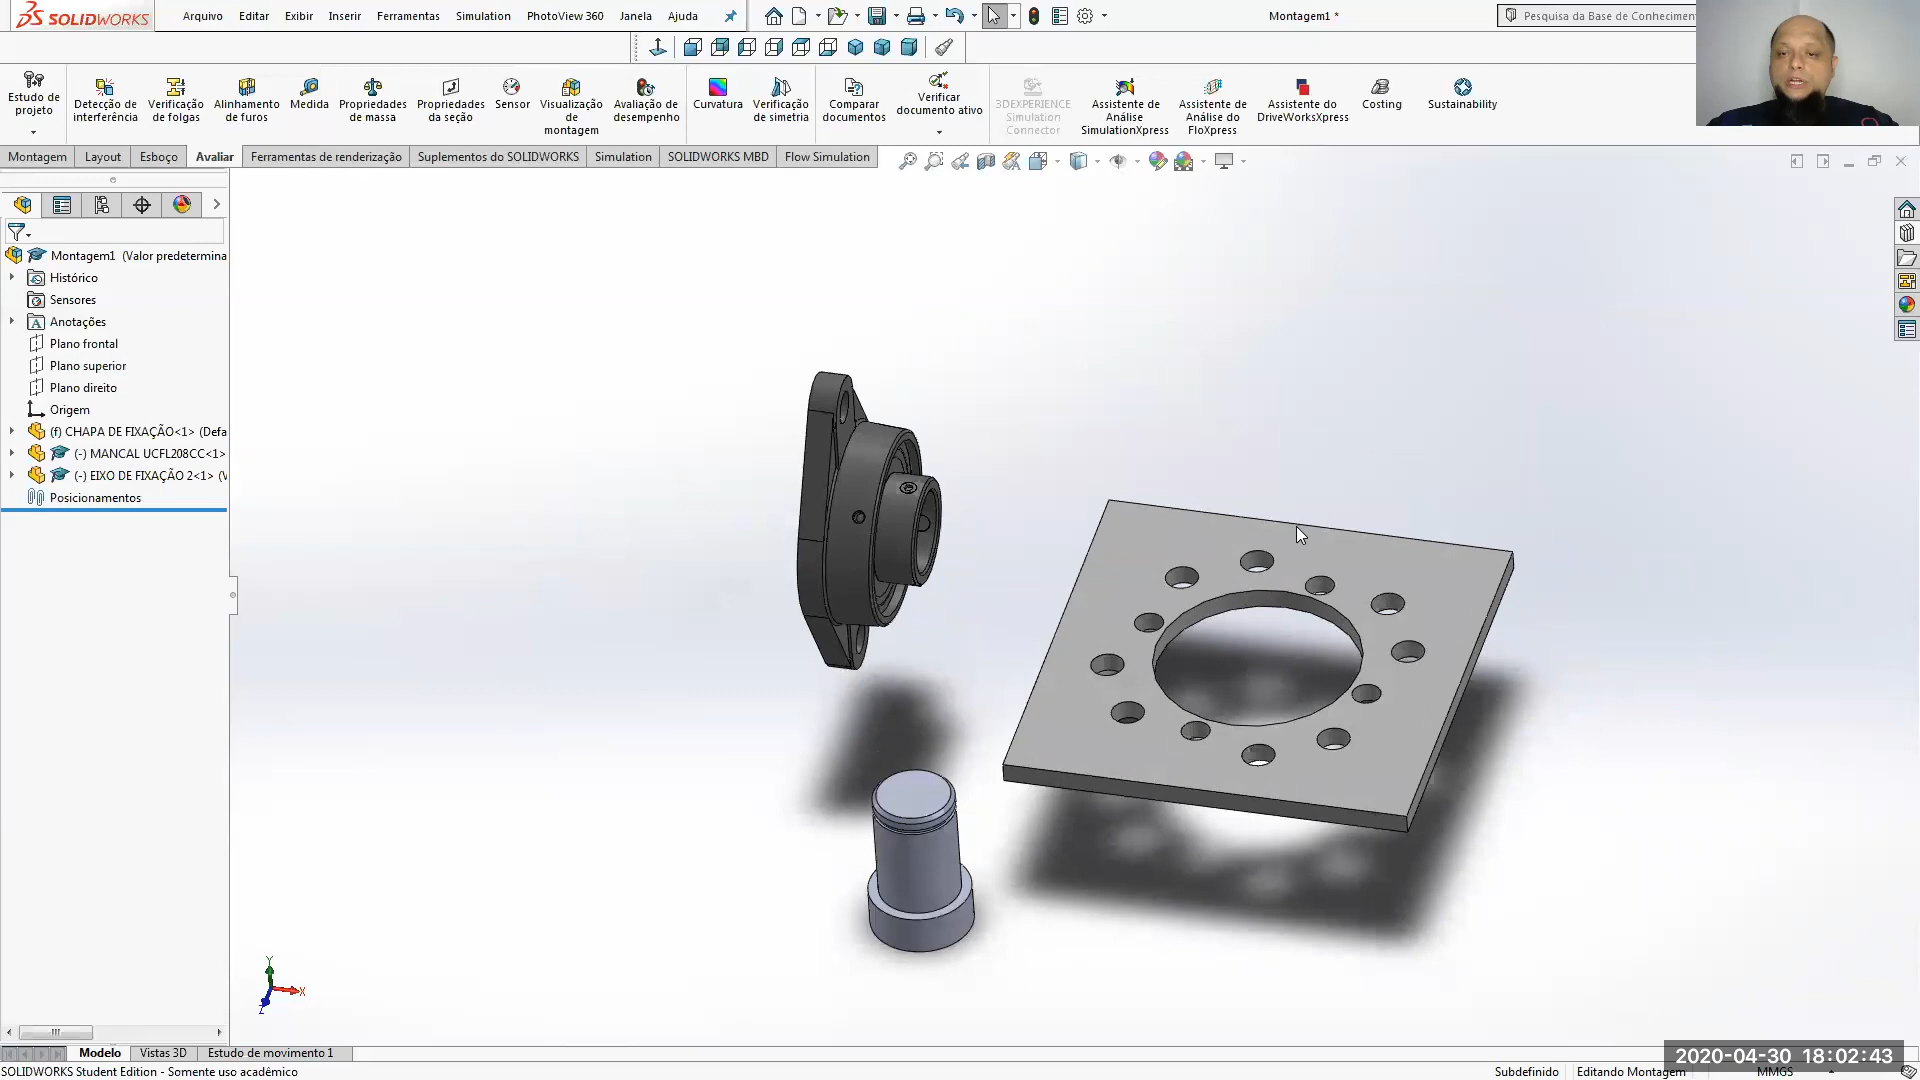 SOLIDWORKS Arquivo Editar Exibir Inserir Ferramentas Simulation PhotoView 360 Janela Ajuda Montagem1 * Pesquisa da Base de Conhecimen
Estudo de projeto
Detecção de interferência
Verificação de folgas
Alinhamento de furos
Medida
Propriedades de massa
Propriedades da seção
Sensor
Visualização de montagem
Avaliação de desempenho
Curvatura
Verificação de simetria
Comparar documentos
Verificar documento ativo
3DEXPERIENCE Simulation Connector
Assistente de Análise SimulationXpress
Assistente de Análise do FloXpress
Assistente do DriveWorksXpress
Costing
Sustainability
Montagem Layout Esboço Avaliar Ferramentas de renderização Suplementos do SOLIDWORKS Simulation SOLIDWORKS MBD Flow Simulation
Montagem1 (Valor predetermina
Histórico
Sensores
Anotações
Plano frontal
Plano superior
Plano direito
Origem
(f) CHAPA DE FIXAÇÃO<1> (Defa
(-) MANCAL UCFL208CC<1>
(-) EIXO DE FIXAÇÃO 2<1> (V
Posicionamentos
Y
X
Z
Modelo Vistas 3D Estudo de movimento 1
2020-04-30 18:02:43
SOLIDWORKS Student Edition - Somente uso acadêmico Subdefinido Editando Montagem MMGS